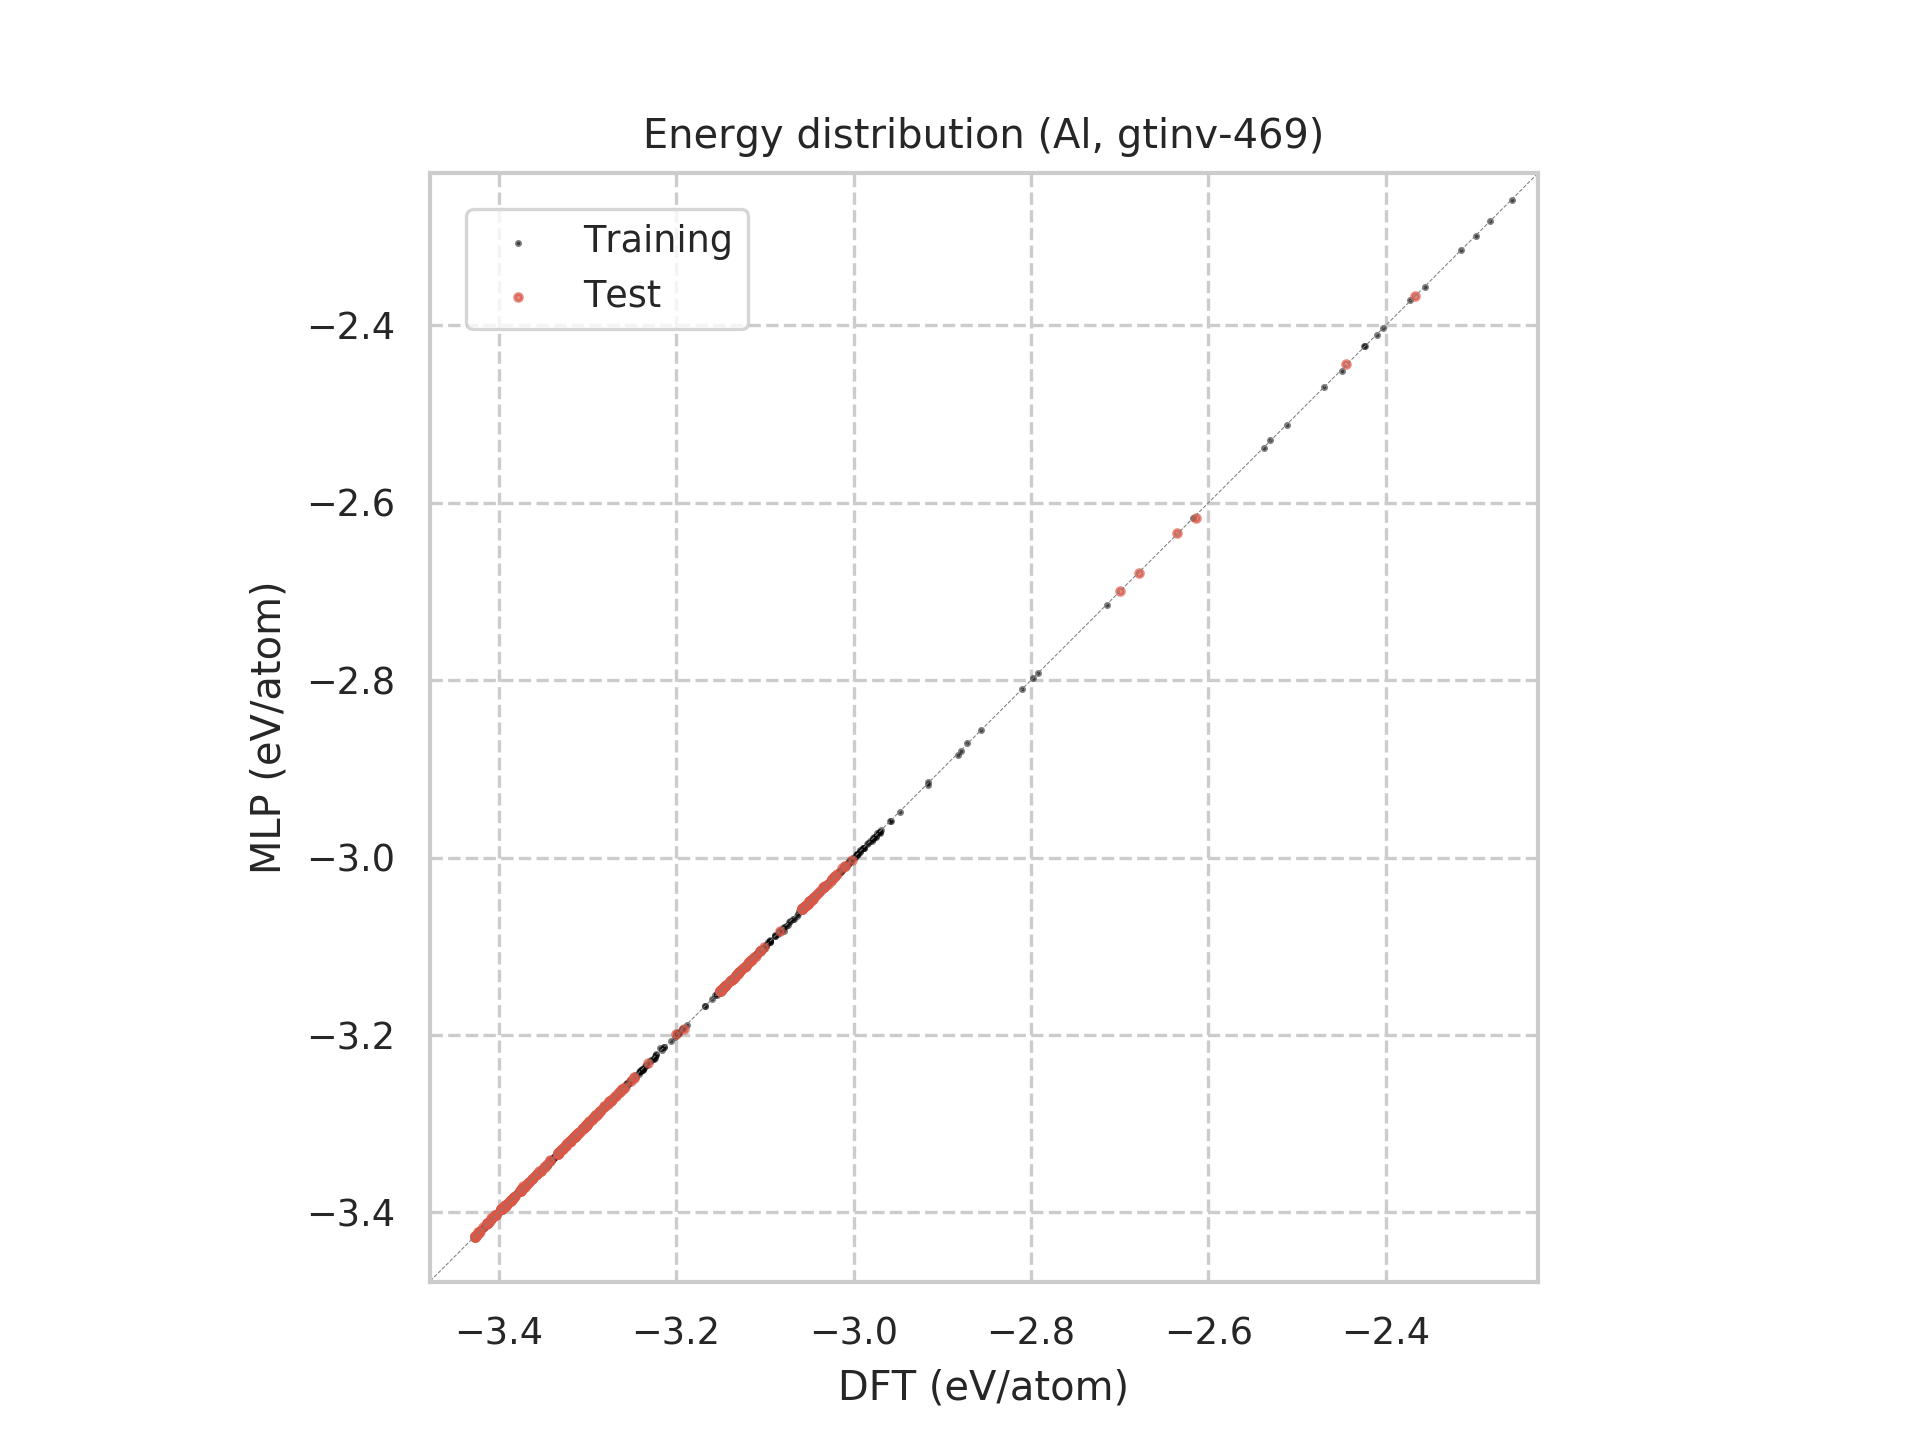 Energy distribution (Al, gtinv-469)
Training
Test
−2.4
−2.6
−2.8
−3.0
−3.2
−3.4
MLP (eV/atom)
−3.4 −3.2 −3.0 −2.8 −2.6 −2.4
DFT (eV/atom)